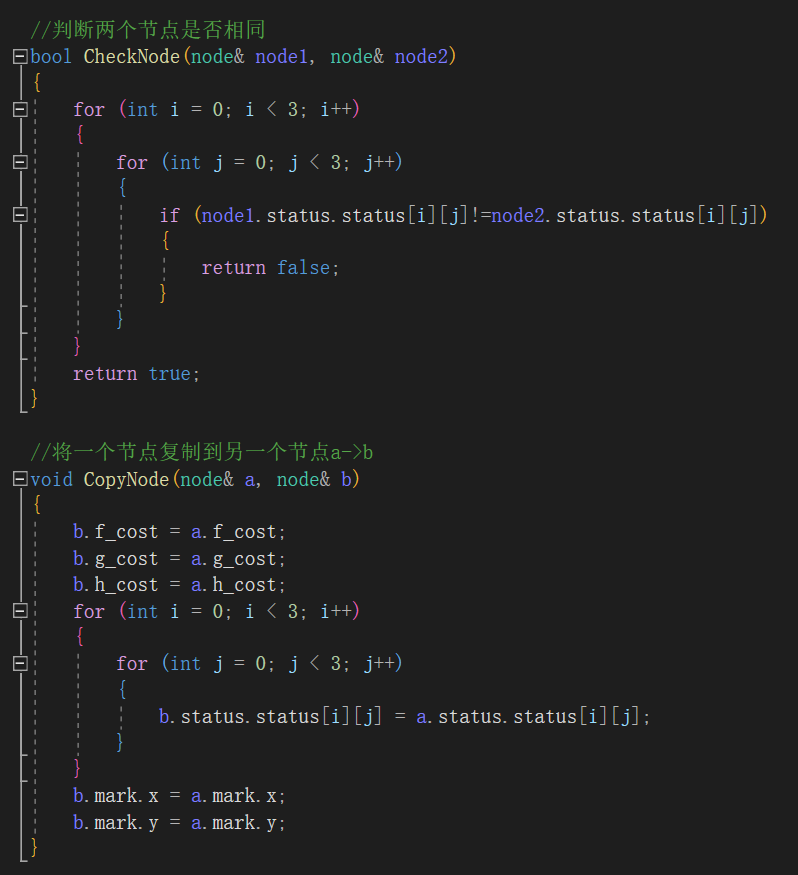 //判断两个节点是否相同
bool CheckNode(node& node1, node& node2)
{
    for (int i = 0; i < 3; i++)
    {
        for (int j = 0; j < 3; j++)
        {
            if (node1.status.status[i][j]!=node2.status.status[i][j])
            {
                return false;
            }
        }
    }
    return true;
}

//将一个节点复制到另一个节点a->b
void CopyNode(node& a, node& b)
{
    b.f_cost = a.f_cost;
    b.g_cost = a.g_cost;
    b.h_cost = a.h_cost;
    for (int i = 0; i < 3; i++)
    {
        for (int j = 0; j < 3; j++)
        {
            b.status.status[i][j] = a.status.status[i][j];
        }
    }
    b.mark.x = a.mark.x;
    b.mark.y = a.mark.y;
}